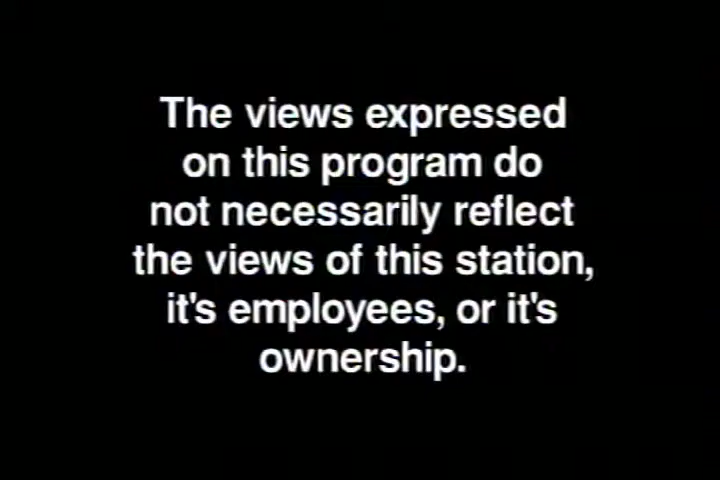 The views expressed
on this program do
not necessarily reflect
the views of this station,
it's employees, or it's
ownership.